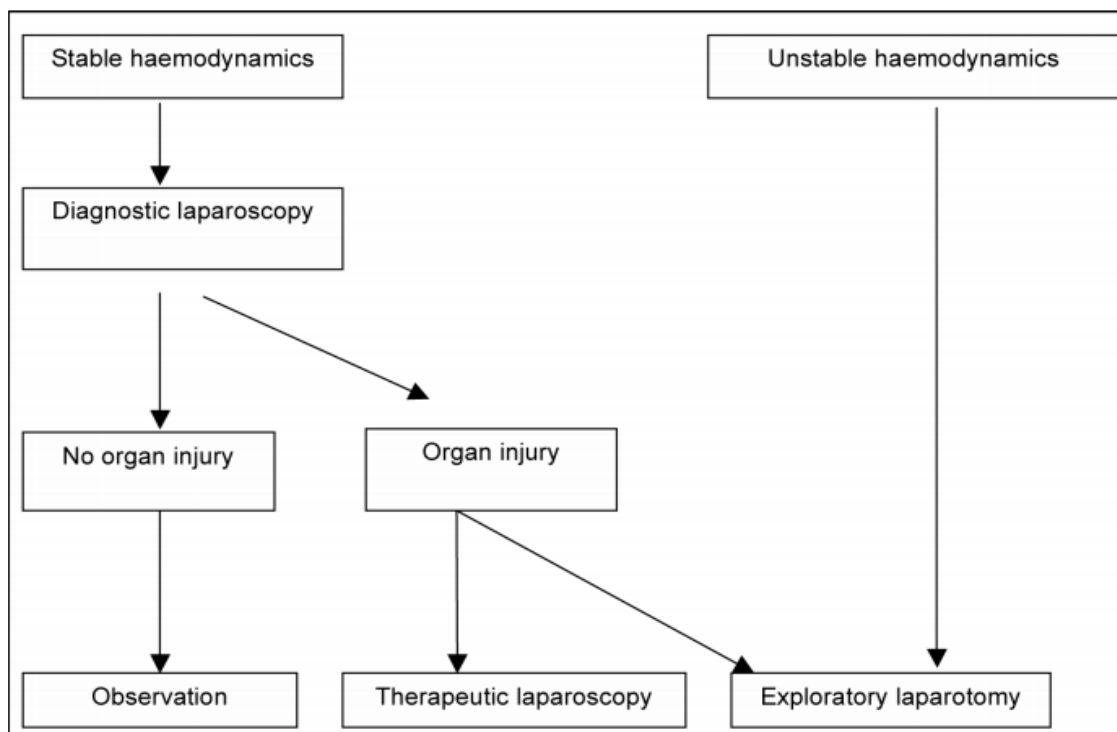 Stable haemodynamics
Unstable haemodynamics
Diagnostic laparoscopy
No organ injury
Organ injury
Observation
Therapeutic laparoscopy
Exploratory laparotomy